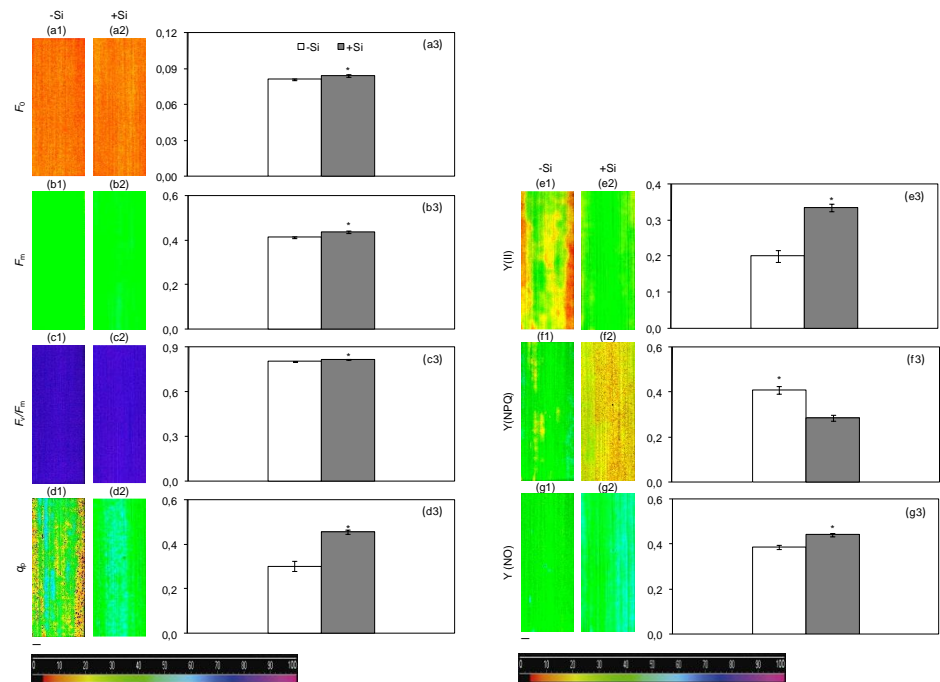 -Si +Si
(a1) (a2)
F0
0,12
0,09
0,06
0,03
0,00
-Si +Si
*
(a3)
(b1) (b2)
Fm
0,6
0,4
0,2
0,0
*
(b3)
(c1) (c2)
Fv/Fm
0,9
0,6
0,3
0,0
*
(c3)
(d1) (d2)
qp
0,6
0,4
0,2
0,0
*
(d3)
0 10 20 30 40 50 60 70 80 90 100
-Si +Si
(e1) (e2)
Y(II)
0,4
0,3
0,2
0,1
0,0
*
(e3)
(f1) (f2)
Y(NPQ)
0,6
0,4
0,2
0,0
*
(f3)
(g1) (g2)
Y (NO)
0,6
0,4
0,2
0,0
*
(g3)
0 10 20 30 40 50 60 70 80 90 100